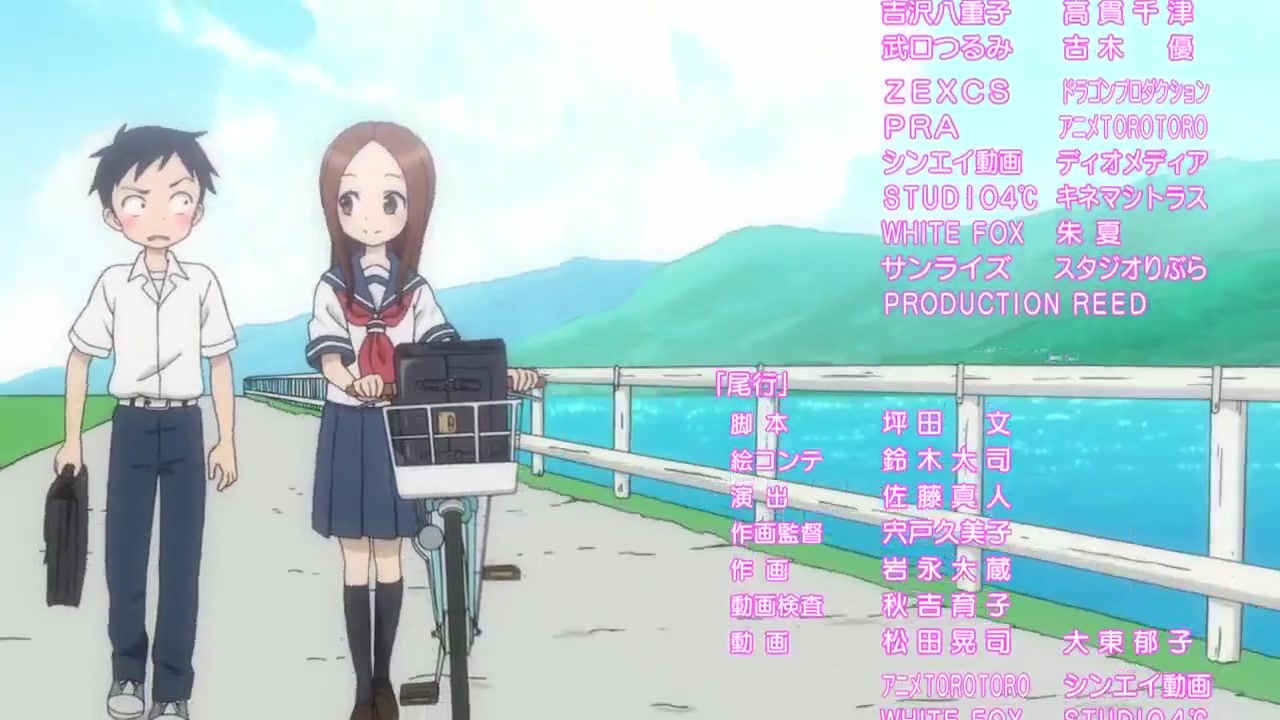 吉沢八重子 高貫千津
武口つるみ 古木 優
ZEXCS ドラゴンプロダクション
PRA アニメTOROTORO
シンエイ動画 ディオメディア
STUDIO4℃ キネマシトラス
WHITE FOX 朱夏
サンライズ スタジオりぶら
PRODUCTION REED
「尾行」
脚本 坪田 文
絵コンテ 鈴木大司
演出 佐藤真人
作画監督 宍戸久美子
作画 岩永大蔵
動画検査 秋吉育子
動画 松田晃司 大東郁子
アニメTOROTORO シンエイ動画
WHITE FOX STUDIO4℃